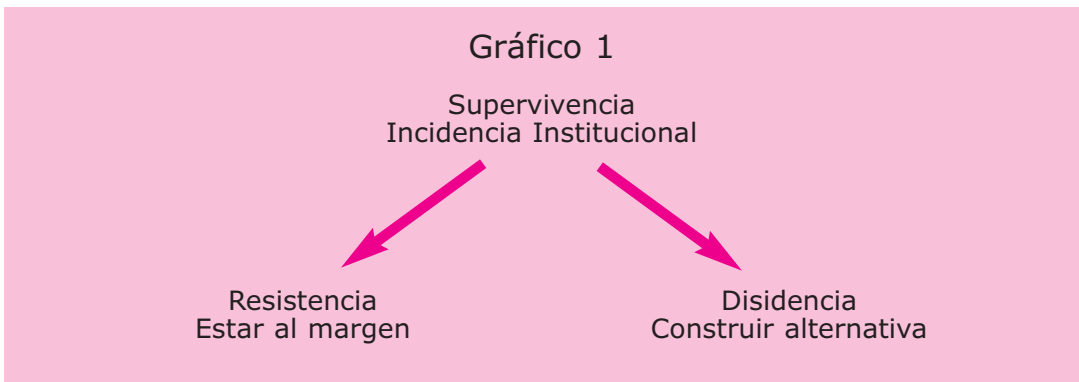 Gráfico 1
Supervivencia
Incidencia Institucional
Resistencia
Estar al margen
Disidencia
Construir alternativa